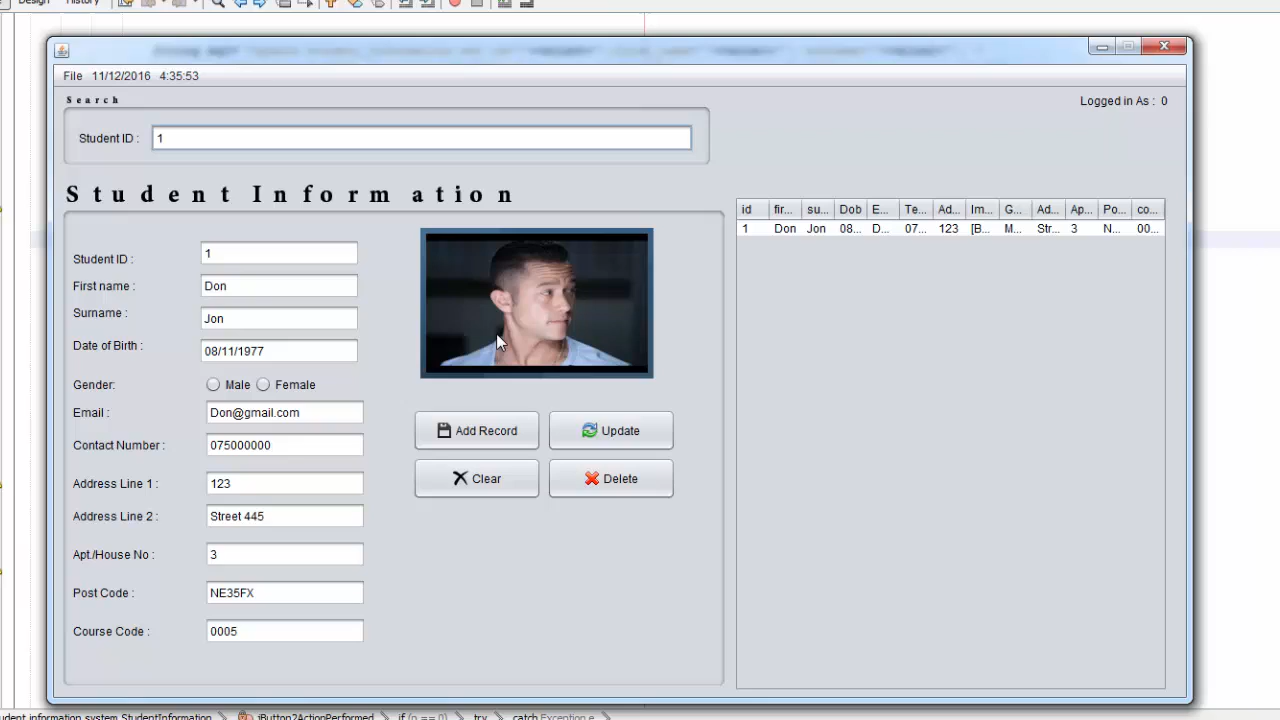 Design History
File 11/12/2016 4:35:53
Search
Logged in As : 0
Student ID : 1
Student Information
Student ID : 1
First name : Don
Surname : Jon
Date of Birth : 08/11/1977
Gender: Male Female
Email : Don@gmail.com
Contact Number : 075000000
Address Line 1 : 123
Address Line 2 : Street 445
Apt./House No : 3
Post Code : NE35FX
Course Code : 0005
Add Record Update
Clear Delete
id fir... su... Dob E... Te... Ad... Im... G... Ad... Ap... Po... co...
1 Don Jon 08... D... 07... 123 [B... M... Str... 3 N... 00...
udent information system.StudentInformation jButton2ActionPerformed if (p == 0) try catch Exception e